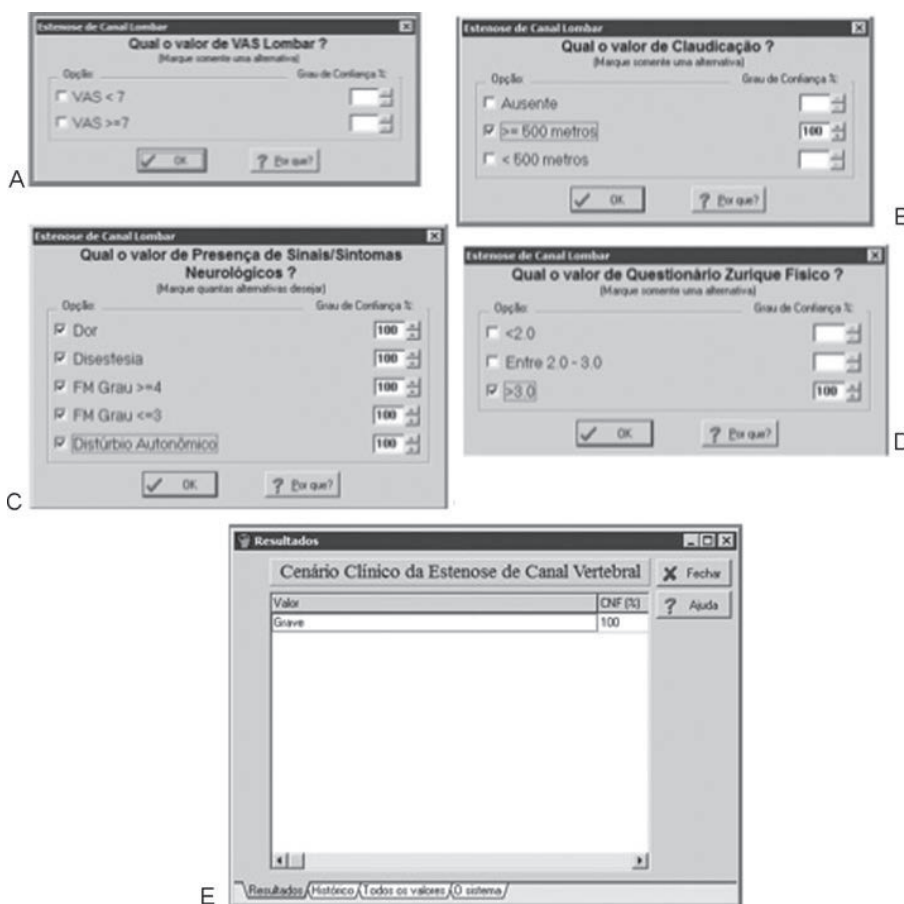 Estenose de Canal Lombar
Qual o valor de VAS Lombar ?
(Marque somente uma alternativa)
Opção: Grau de Confiança %:
VAS < 7
VAS >=7
OK
? Por que?
A
Estenose de Canal Lombar
Qual o valor de Claudicação ?
(Marque somente uma alternativa)
Opção: Grau de Confiança %:
Ausente
>= 500 metros 100
< 500 metros
OK
? Por que?
Estenose de Canal Lombar
Qual o valor de Presença de Sinais/Sintomas
Neurológicos ?
(Marque quantas alternativas desejar)
Opção: Grau de Confiança %:
Dor 100
Disestesia 100
FM Grau >=4 100
FM Grau <=3 100
Distúrbio Autonômico 100
OK
? Por que?
C
Estenose de Canal Lombar
Qual o valor de Questionário Zurique Físico ?
(Marque somente uma alternativa)
Opção: Grau de Confiança %:
<2.0
Entre 2.0 - 3.0
>3.0 100
OK
? Por que?
D
Resultados
Cenário Clínico da Estenose de Canal Vertebral
Fechar
? Ajuda
Valor CNF (%)
Grave 100
Resultados Histórico Todos os valores O sistema
E